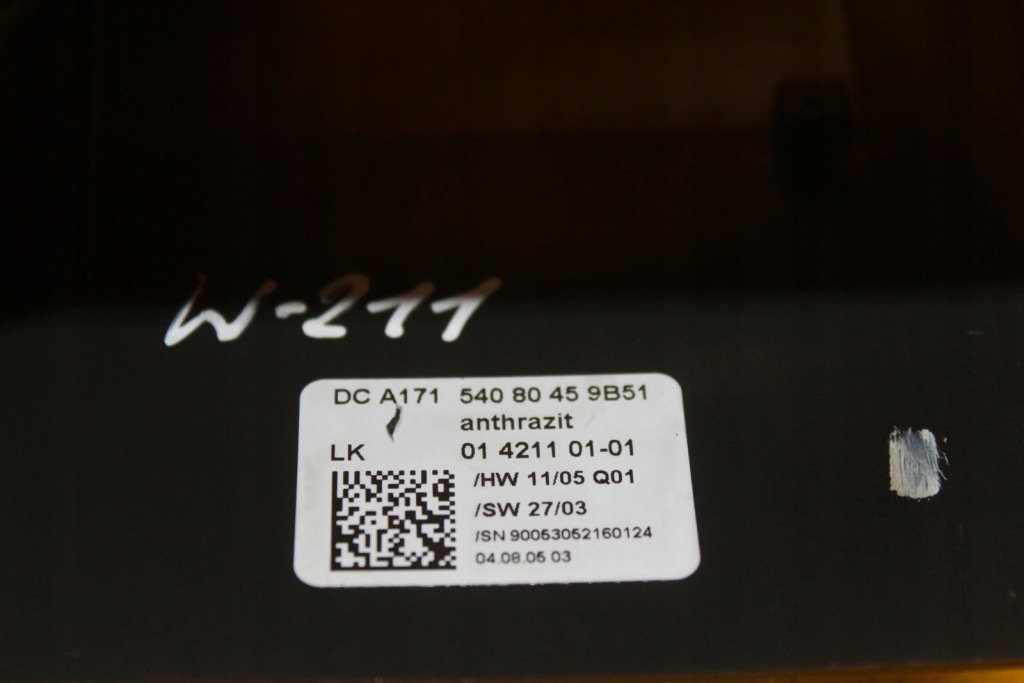 W-211
DC A171 540 80 45 9B51
anthrazit
LK 01 4211 01-01
/HW 11/05 Q01
/SW 27/03
/SN 90053052160124
04.08.05 03